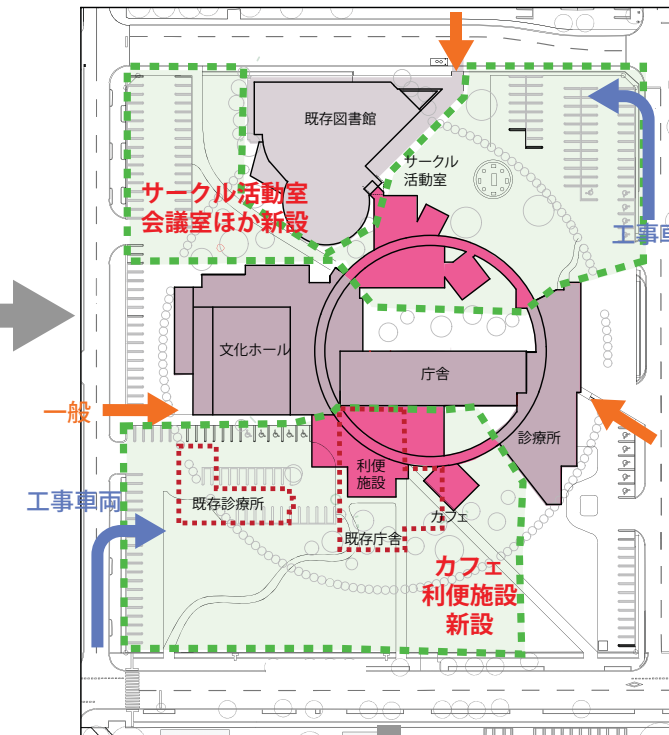 既存図書館
サークル
活動室
サークル活動室
会議室ほか新設
工事車
文化ホール
庁舎
一般
診療所
利便
施設
工事車両
既存診療所
カフェ
既存庁舎
カフェ
利便施設
新設